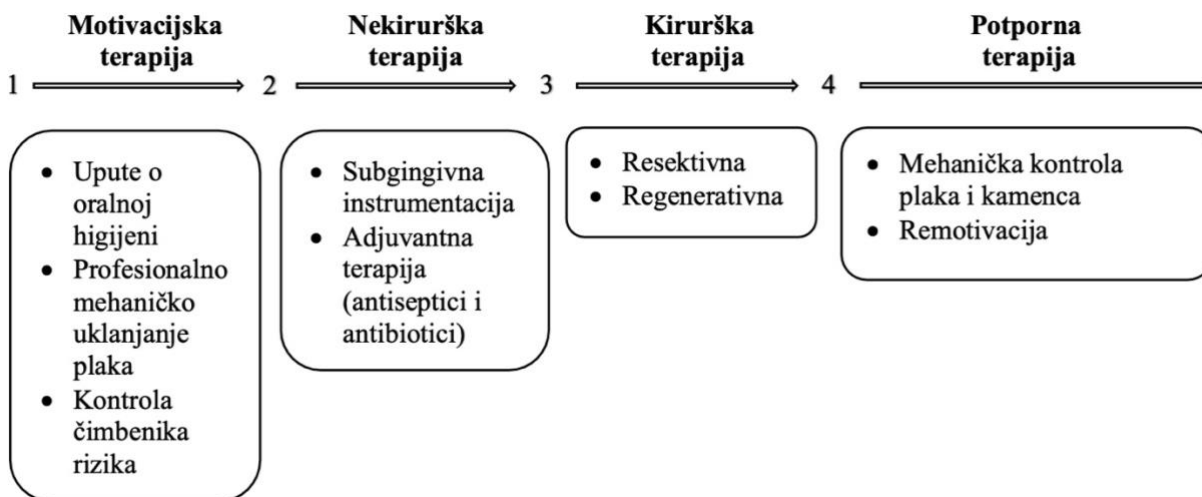 Motivacijska
terapija
Nekirurška
terapija
Kirurška
terapija
Potporna
terapija
1
2
3
4
• Upute o
oralnoj
higijeni
• Profesionalno
mehaničko
uklanjanje
plaka
• Kontrola
čimbenika
rizika
• Subgingivna
instrumentacija
• Adjuvantna
terapija
(antiseptici i
antibiotici)
• Resektivna
• Regenerativna
• Mehanička kontrola
plaka i kamenca
• Remotivacija